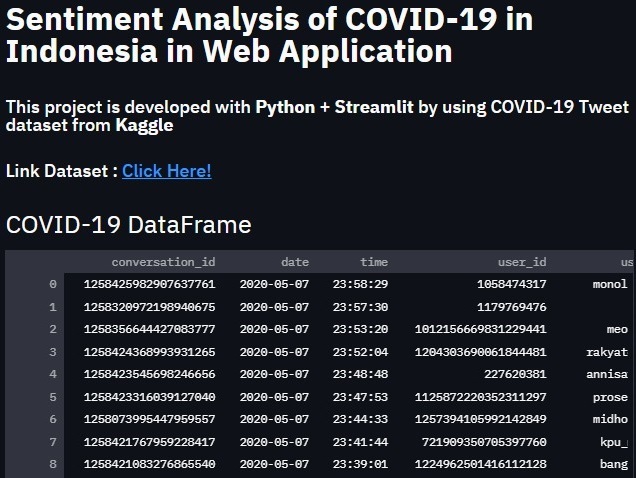 Sentiment Analysis of COVID-19 in
Indonesia in Web Application
This project is developed with Python + Streamlit by using COVID-19 Tweet
dataset from Kaggle
Link Dataset : Click Here!
COVID-19 DataFrame
conversation_id date time user_id us
0 1258425982907637761 2020-05-07 23:58:29 1058474317 monol
1 1258320972198940675 2020-05-07 23:57:30 1179769476
2 1258356644427083777 2020-05-07 23:53:20 1012156669831229441 meo
3 1258424368993931265 2020-05-07 23:52:04 1204303690061844481 rakyat
4 1258423545698246656 2020-05-07 23:48:48 227620381 annisa
5 1258423316039127040 2020-05-07 23:47:53 1125872220352311297 prose
6 1258073995447959557 2020-05-07 23:44:33 1257394105992142849 midho
7 1258421767959228417 2020-05-07 23:41:44 721909350705397760 kpu_
8 1258421083276865540 2020-05-07 23:39:01 1224962501416112128 bang